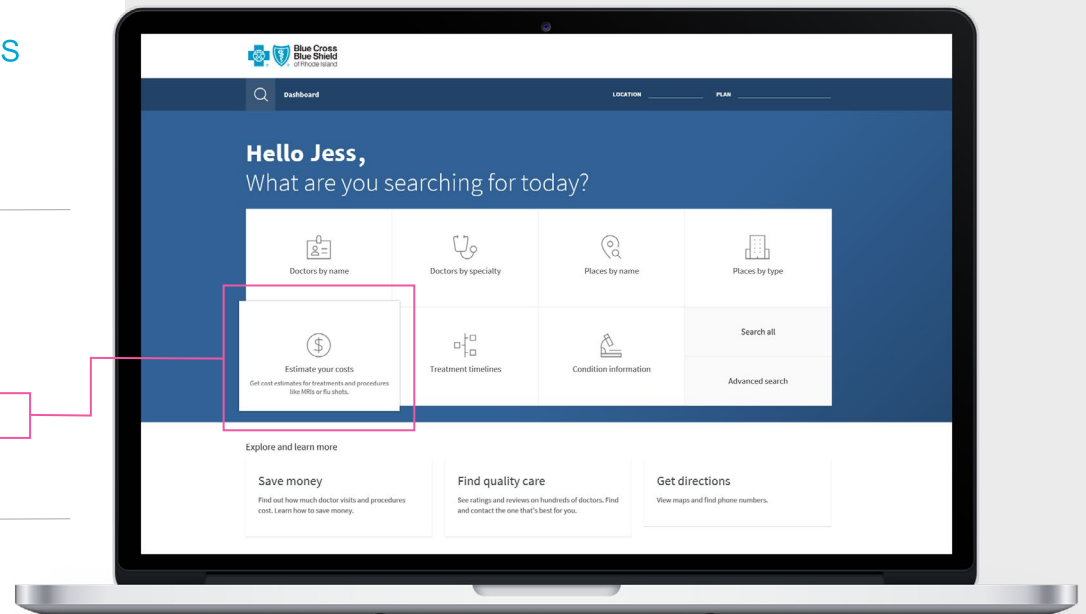 S
Blue Cross
Blue Shield
of Rhode Island
Dashboard
LOCATION
PLAN
Hello Jess,
What are you searching for today?
Doctors by name
Doctors by specialty
Places by name
Places by type
Estimate your costs
Get cost estimates for treatments and procedures
like MRIs or flu shots.
Treatment timelines
Condition information
Search all
Advanced search
Explore and learn more
Save money
Find out how much doctor visits and procedures
cost. Learn how to save money.
Find quality care
See ratings and reviews on hundreds of doctors. Find
and contact the one that's best for you.
Get directions
View maps and find phone numbers.